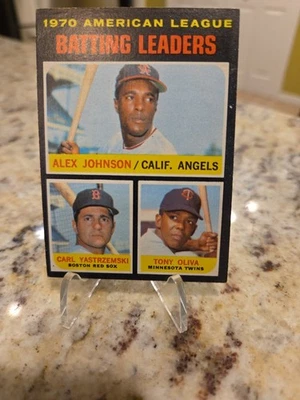 1970 AMERICAN LEAGUE
BATTING LEADERS
ALEX JOHNSON / CALIF. ANGELS
CARL YASTRZEMSKI
BOSTON RED SOX
TONY OLIVA
MINNESOTA TWINS